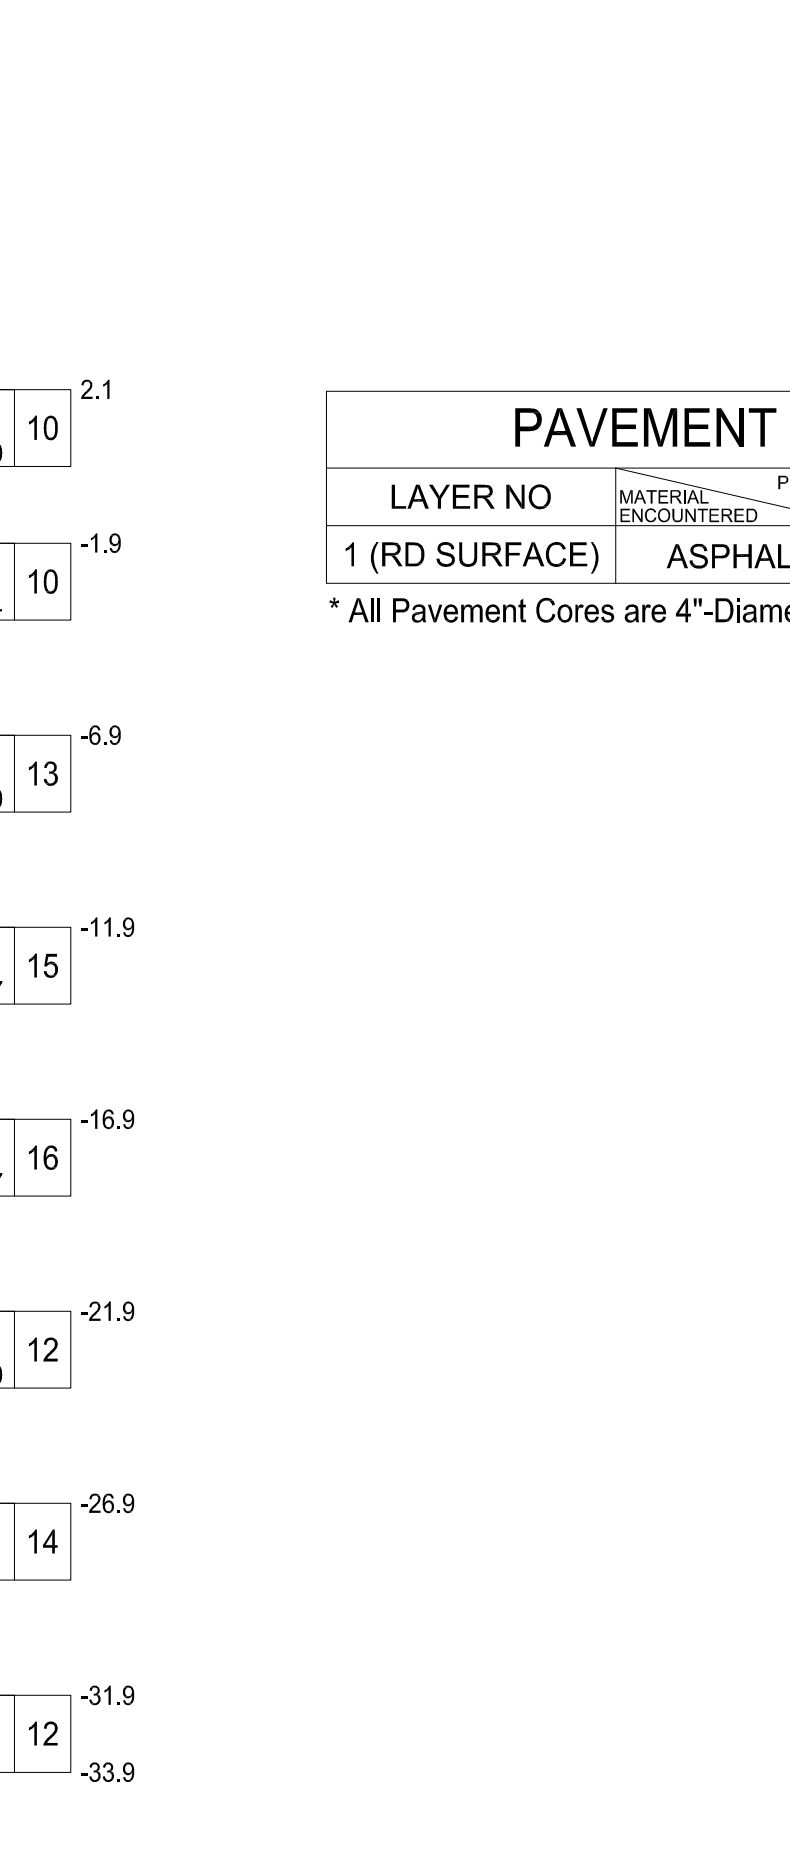 2.1
10
-1.9
10
-6.9
13
-11.9
15
-16.9
16
-21.9
12
-26.9
14
-31.9
12
-33.9
PAVEMENT
LAYER NO
MATERIAL
ENCOUNTERED
1 (RD SURFACE)
* All Pavement Cores are 4"-